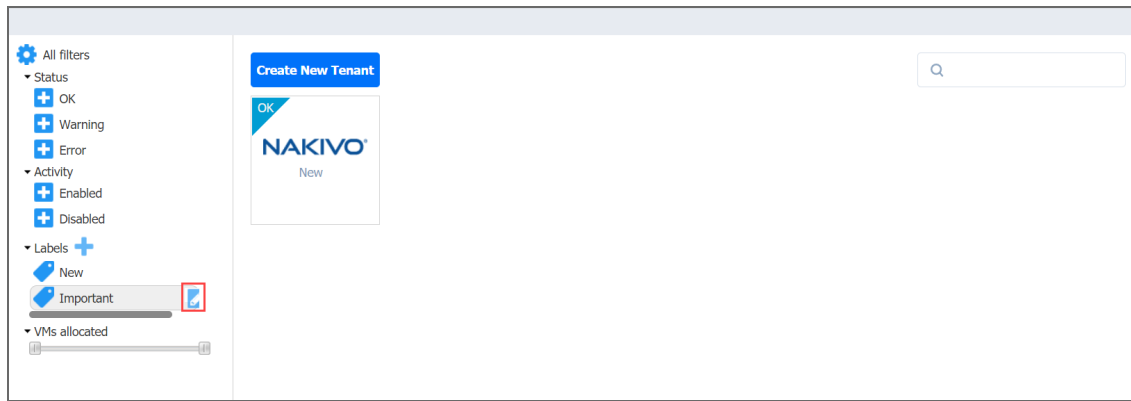 All filters
Status
OK
Warning
Error
Activity
Enabled
Disabled
Labels
New
Important
VMs allocated
Create New Tenant
OK
NAKIVO®
New